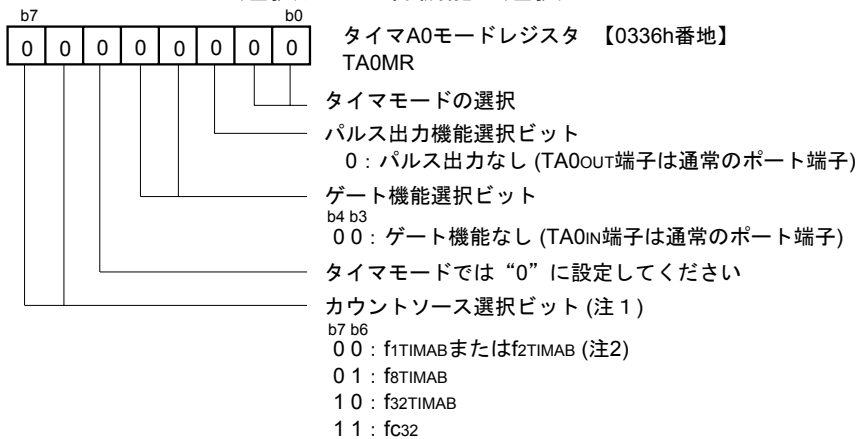 b7 b0
0 0 0 0 0 0 0 0
タイマA0モードレジスタ 【0336h番地】
TA0MR
タイマモードの選択
パルス出力機能選択ビット
0：パルス出力なし (TA0OUT端子は通常のポート端子)
ゲート機能選択ビット
b4 b3
0 0：ゲート機能なし (TA0IN端子は通常のポート端子)
タイマモードでは“0”に設定してください
カウントソース選択ビット (注１)
b7 b6
0 0：f1TIMABまたはf2TIMAB (注2)
0 1：f8TIMAB
1 0：f32TIMAB
1 1：fC32